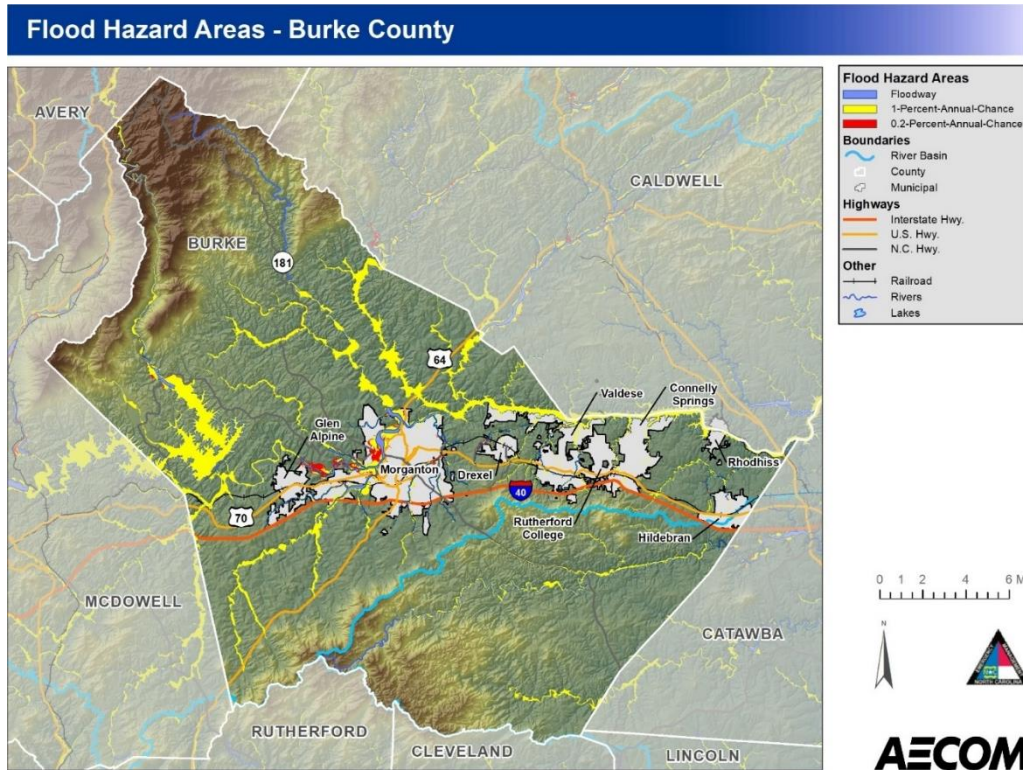 Flood Hazard Areas - Burke County
AVERY
CALDWELL
BURKE
181
64
Valdese
Connelly
Springs
Glen
Alpine
Morganton
Drexel
Rhodhiss
40
70
Rutherford
College
Hildebran
MCDOWELL
CATAWBA
RUTHERFORD
CLEVELAND
LINCOLN
Flood Hazard Areas
Floodway
1-Percent-Annual-Chance
0.2-Percent-Annual-Chance
Boundaries
River Basin
County
Municipal
Highways
Interstate Hwy.
U.S. Hwy.
N.C. Hwy.
Other
Railroad
Rivers
Lakes
0 1 2 4 6 M
N
NORTH CAROLINA
AECOM